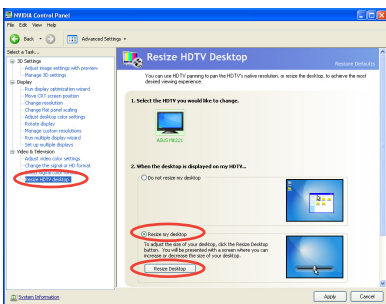 NVIDIA Control Panel
File Edit View Help
Back Advanced Settings
Select a Task...
Resize HDTV Desktop
Restore Defaults
3D Settings
Adjust image settings with preview
Manage 3D settings
Display
Run display optimization wizard
Move CRT screen position
Change resolution
Change flat panel scaling
Adjust desktop color settings
Rotate display
Manage custom resolutions
Run multiple display wizard
Set up multiple displays
Video & Television
Adjust video color settings
Change the signal or HD format
Resize HDTV desktop
You can use HDTV panning to pan the HDTV's native resolution, or resize the desktop, to achieve the most
desired viewing experience.
1. Select the HDTV you would like to change.
ASUS MK221
2. When the desktop is displayed on my HDTV...
Do not resize my desktop
Resize my desktop
To adjust the size of your desktop, click the Resize Desktop
button. You will be presented with a screen where you can
increase or decrease the size of your desktop.
Resize Desktop
System Information
Apply Cancel